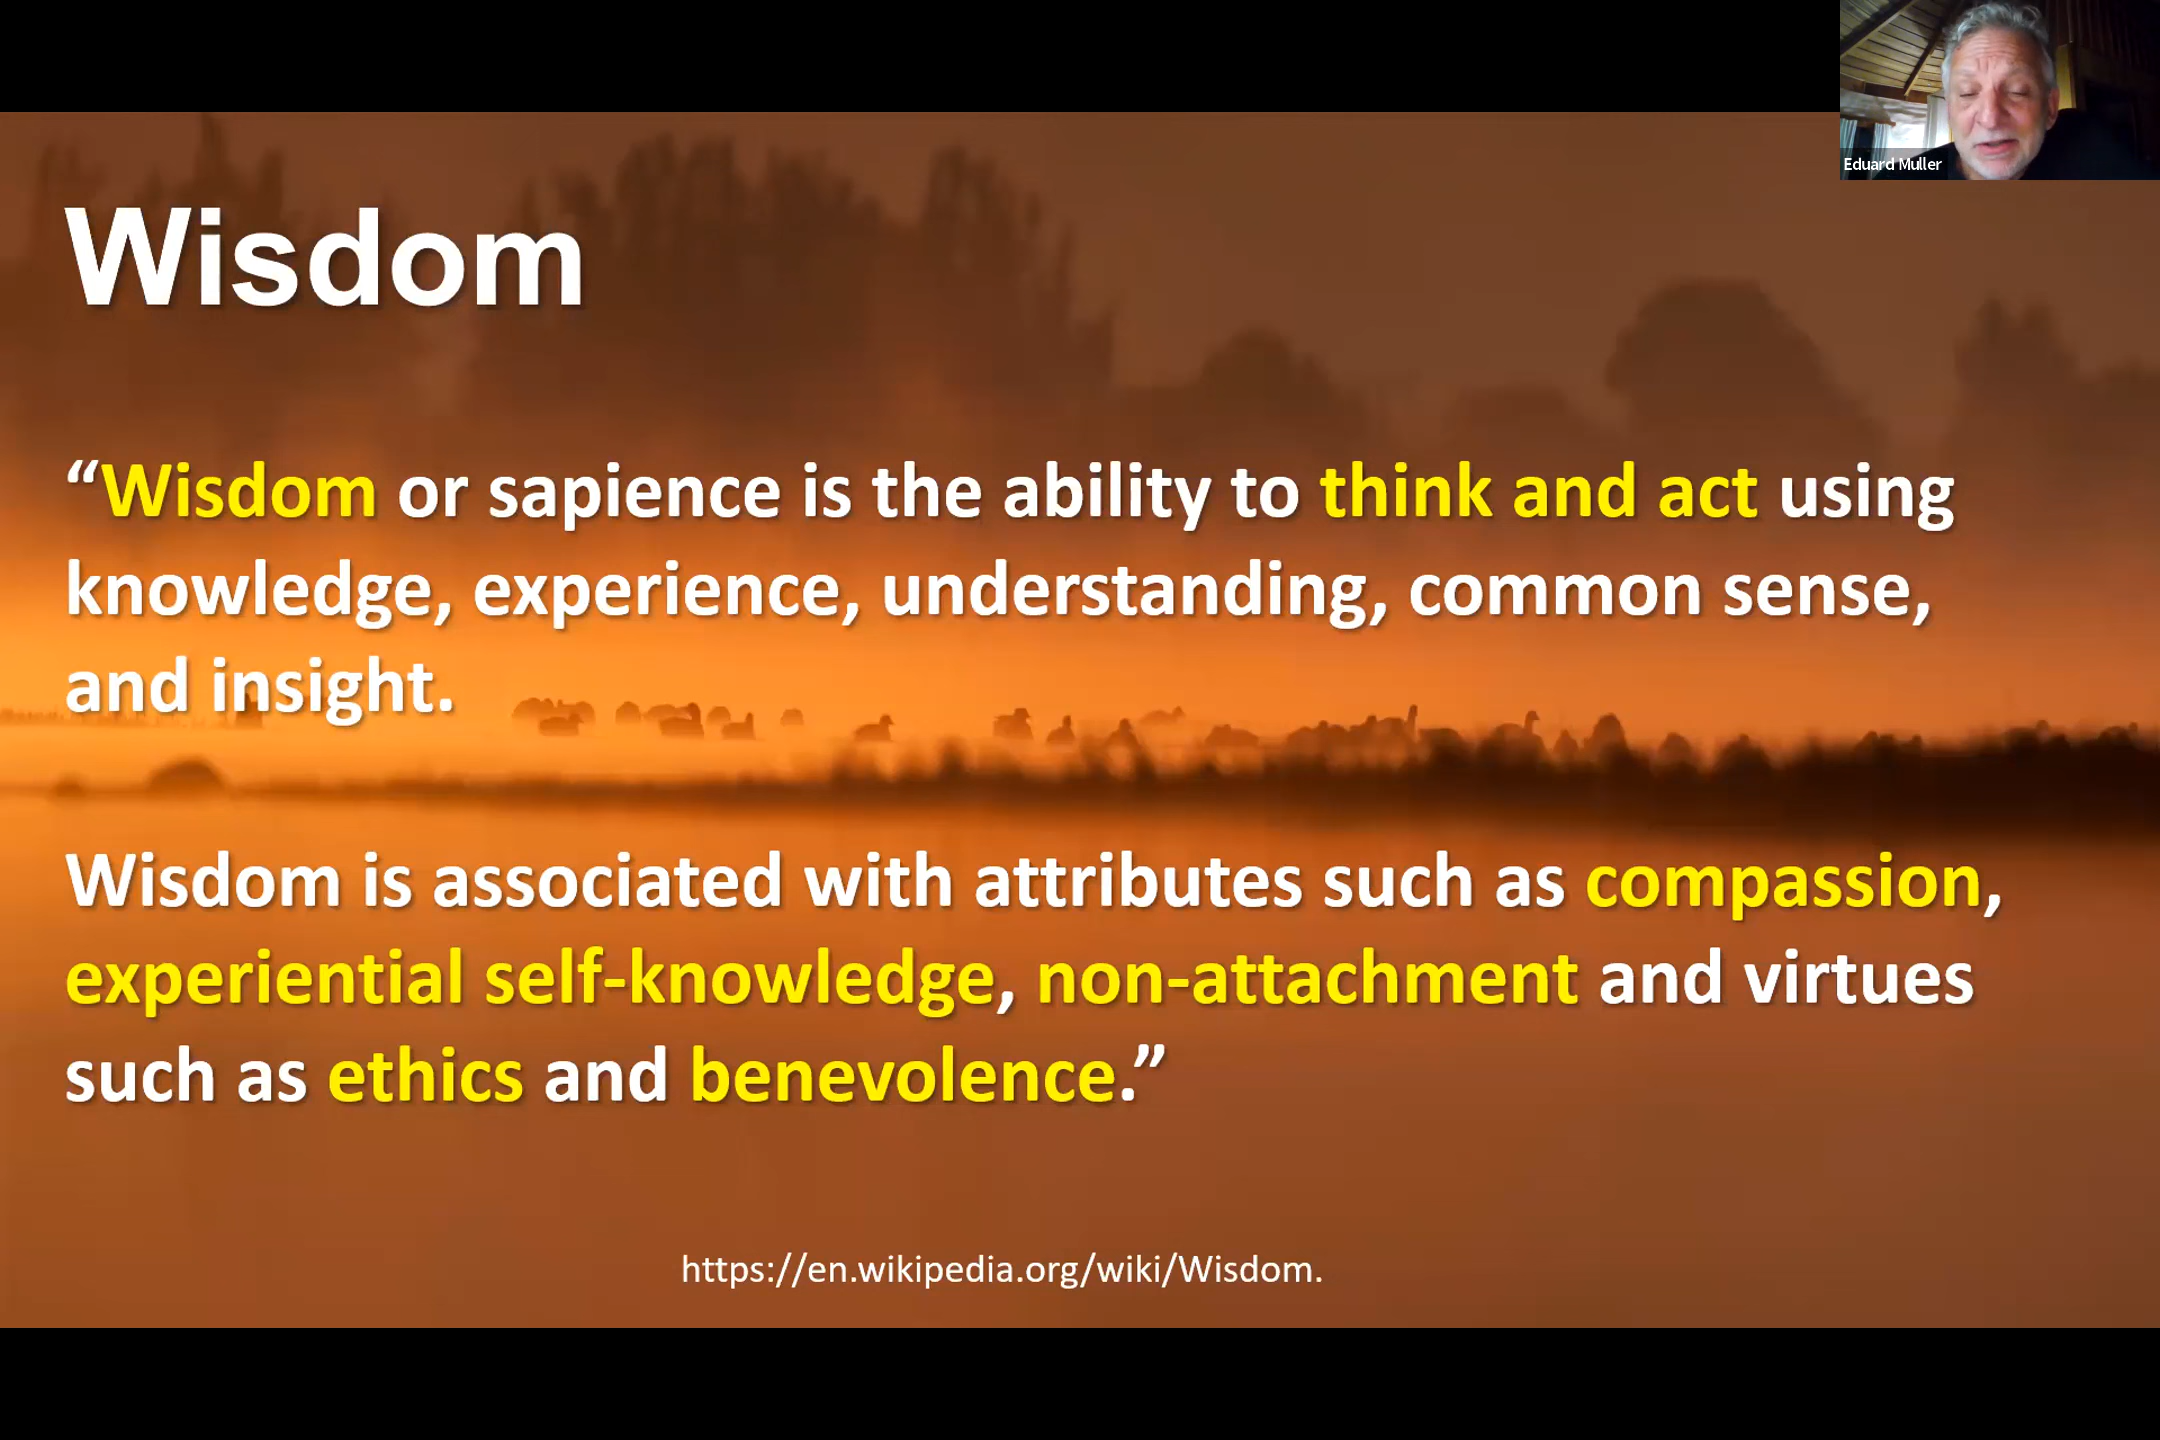 Eduard Muller
Wisdom
“Wisdom or sapience is the ability to think and act using
knowledge, experience, understanding, common sense,
and insight.
Wisdom is associated with attributes such as compassion,
experiential self-knowledge, non-attachment and virtues
such as ethics and benevolence.”
https://en.wikipedia.org/wiki/Wisdom.